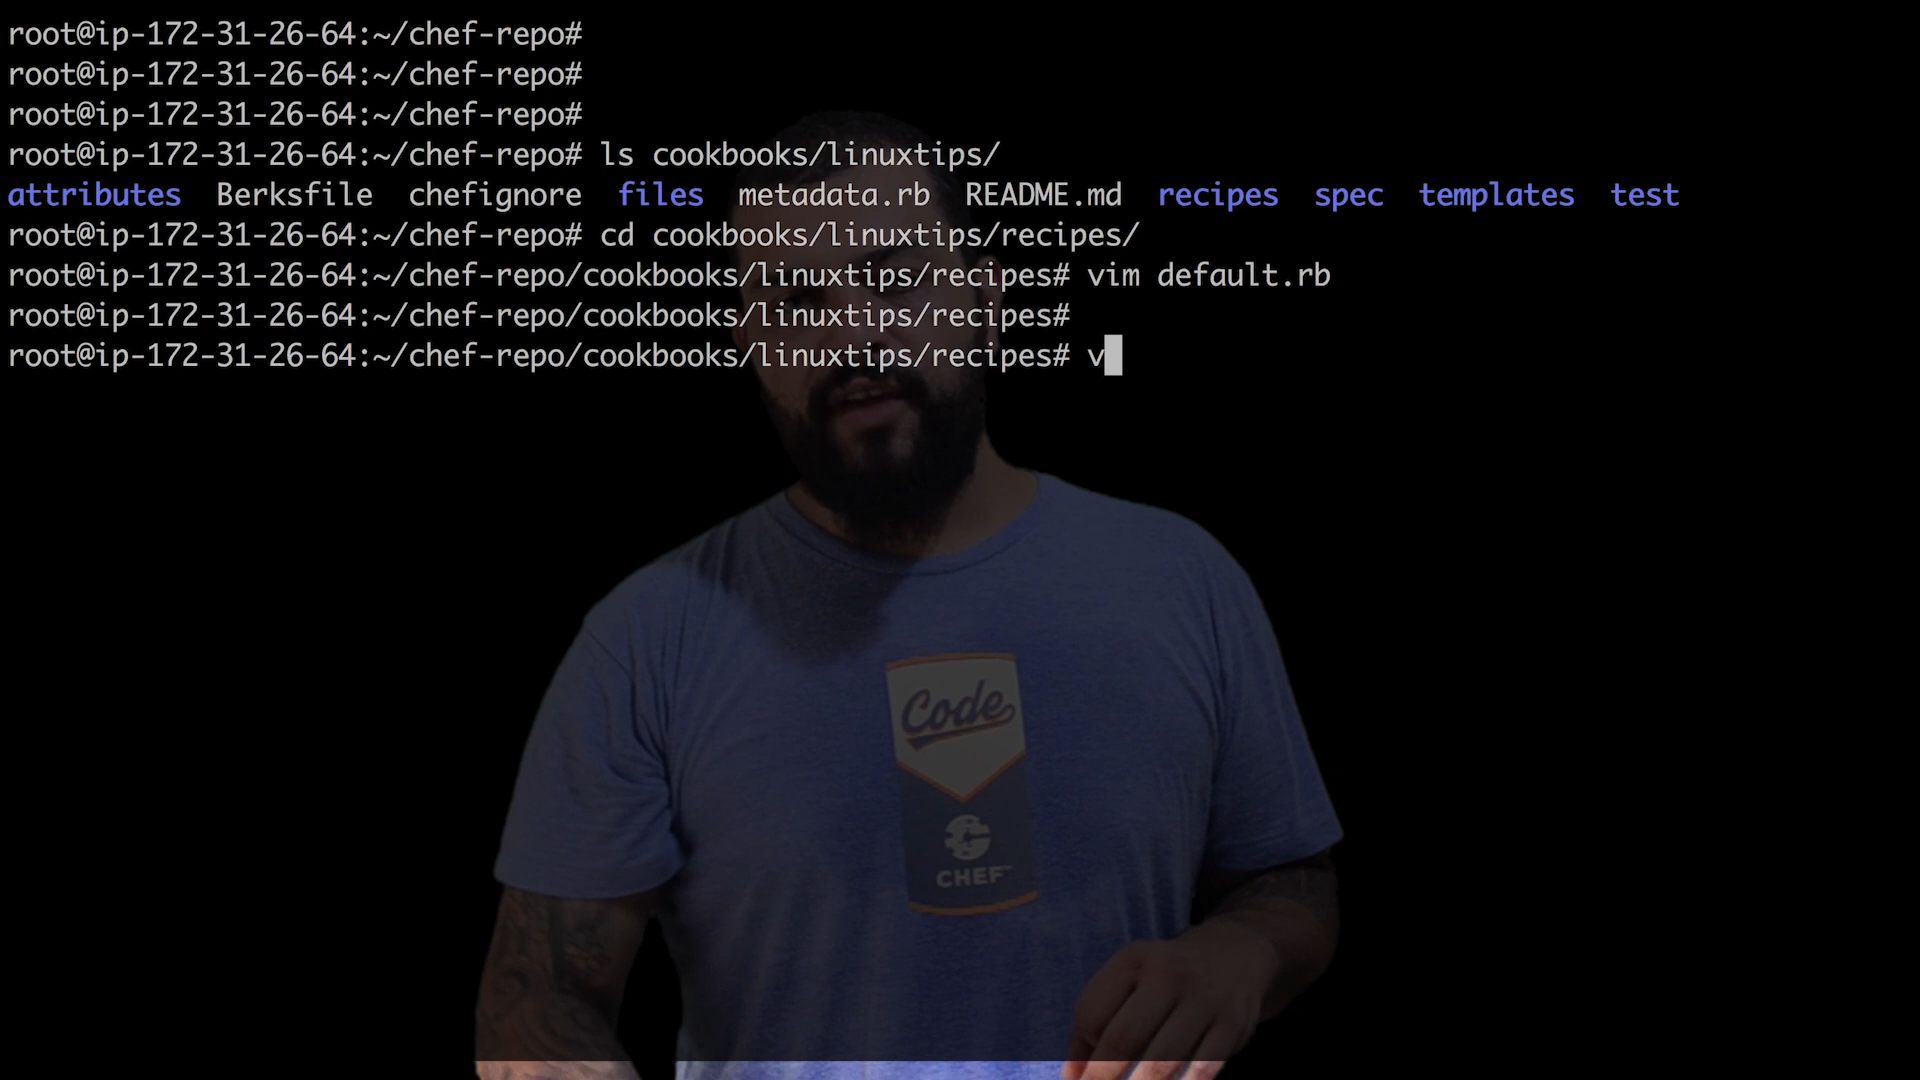 root@ip-172-31-26-64:~/chef-repo#
root@ip-172-31-26-64:~/chef-repo#
root@ip-172-31-26-64:~/chef-repo#
root@ip-172-31-26-64:~/chef-repo# ls cookbooks/linuxtips/
attributes Berksfile chefignore files metadata.rb README.md recipes spec templates test
root@ip-172-31-26-64:~/chef-repo# cd cookbooks/linuxtips/recipes/
root@ip-172-31-26-64:~/chef-repo/cookbooks/linuxtips/recipes# vim default.rb
root@ip-172-31-26-64:~/chef-repo/cookbooks/linuxtips/recipes#
root@ip-172-31-26-64:~/chef-repo/cookbooks/linuxtips/recipes# v
Code
CHEF™